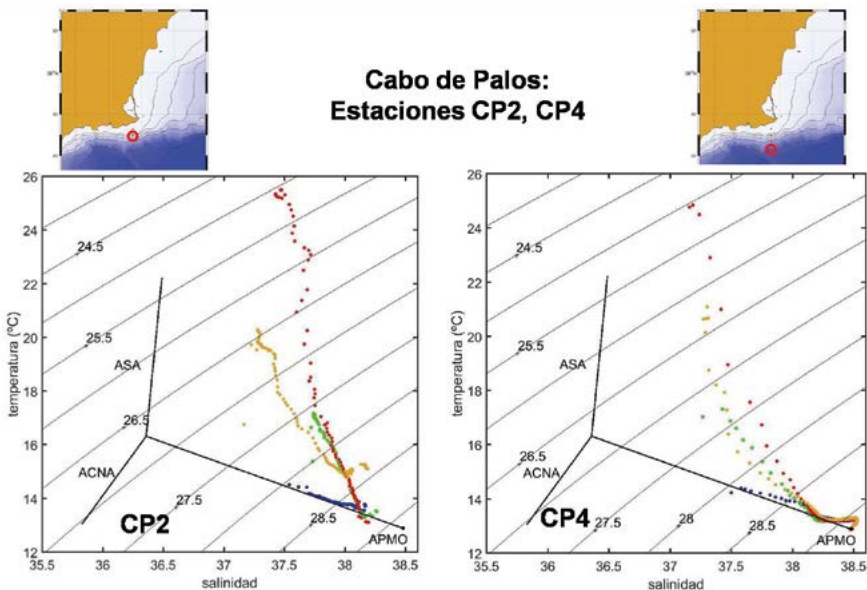 Cabo de Palos:
Estaciones CP2, CP4
26
24
22
20
18
16
14
12
temperatura (ºC)
24.5
25.5
26.5
27.5
28.5
ASA
ACNA
APMO
CP2
35.5 36 36.5 37 37.5 38 38.5
salinidad
26
24
22
20
18
16
14
12
temperatura (ºC)
24.5
25.5
26.5
27.5
28
28.5
ASA
ACNA
APMO
CP4
35.5 36 36.5 37 37.5 38 38.5
salinidad